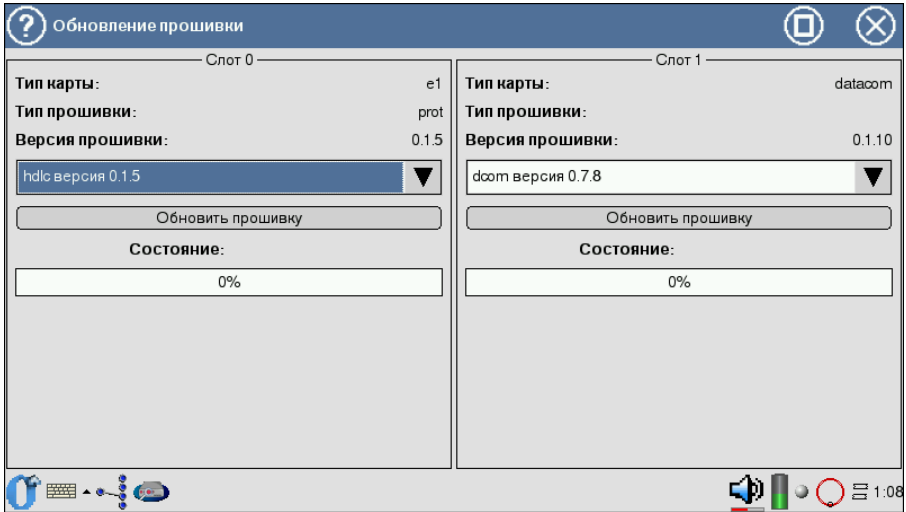 Обновление прошивки
Слот 0
Тип карты: e1
Тип прошивки: prot
Версия прошивки: 0.1.5
hdlc версия 0.1.5
Обновить прошивку
Состояние:
0%
Слот 1
Тип карты: datacom
Тип прошивки:
Версия прошивки: 0.1.10
dcom версия 0.7.8
Обновить прошивку
Состояние:
0%
1:08